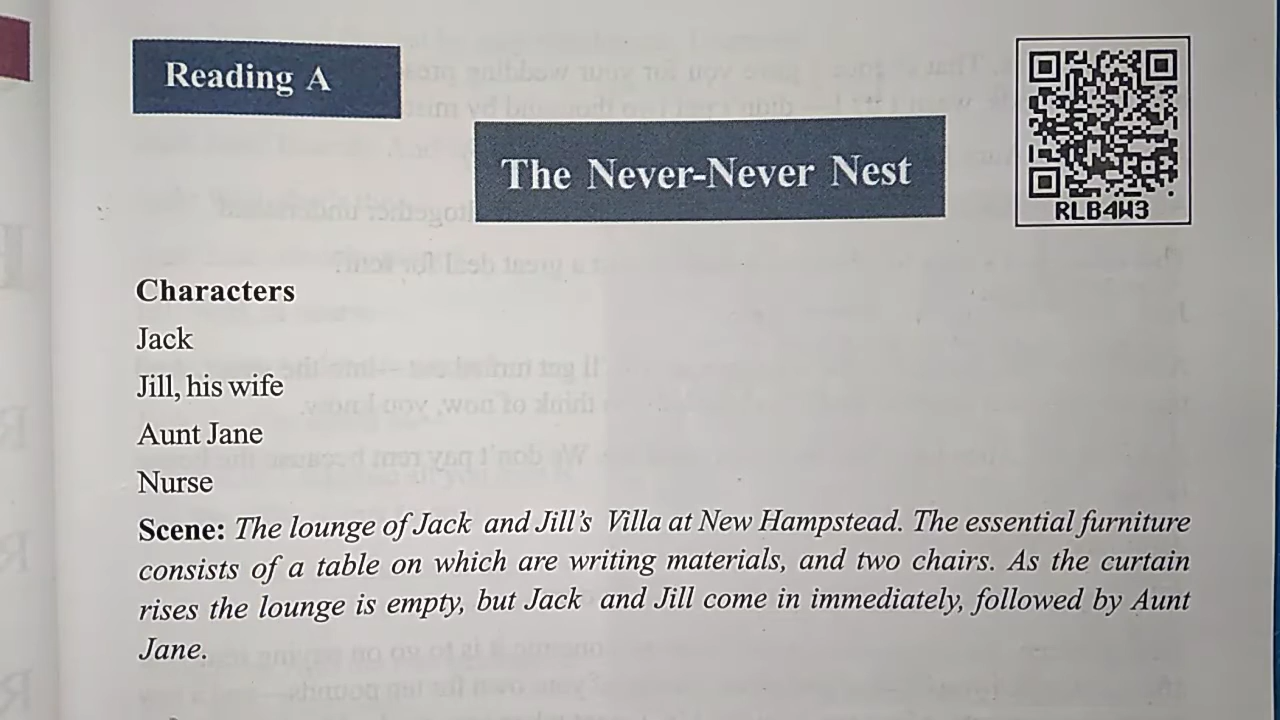 Reading A
The Never-Never Nest
RLB4W3
Characters
Jack
Jill, his wife
Aunt Jane
Nurse
Scene: The lounge of Jack and Jill's Villa at New Hampstead. The essential furniture
consists of a table on which are writing materials, and two chairs. As the curtain
rises the lounge is empty, but Jack and Jill come in immediately, followed by Aunt
Jane.